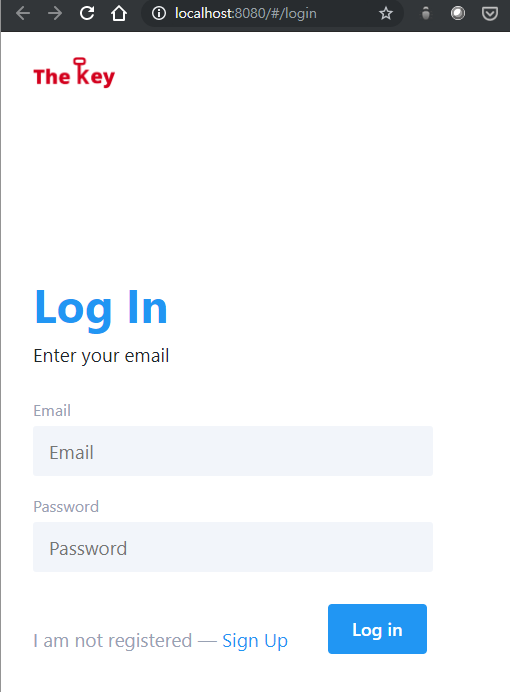 localhost:8080/#/login
The Key
Log In
Enter your email
Email
Email
Password
Password
I am not registered — Sign Up
Log in